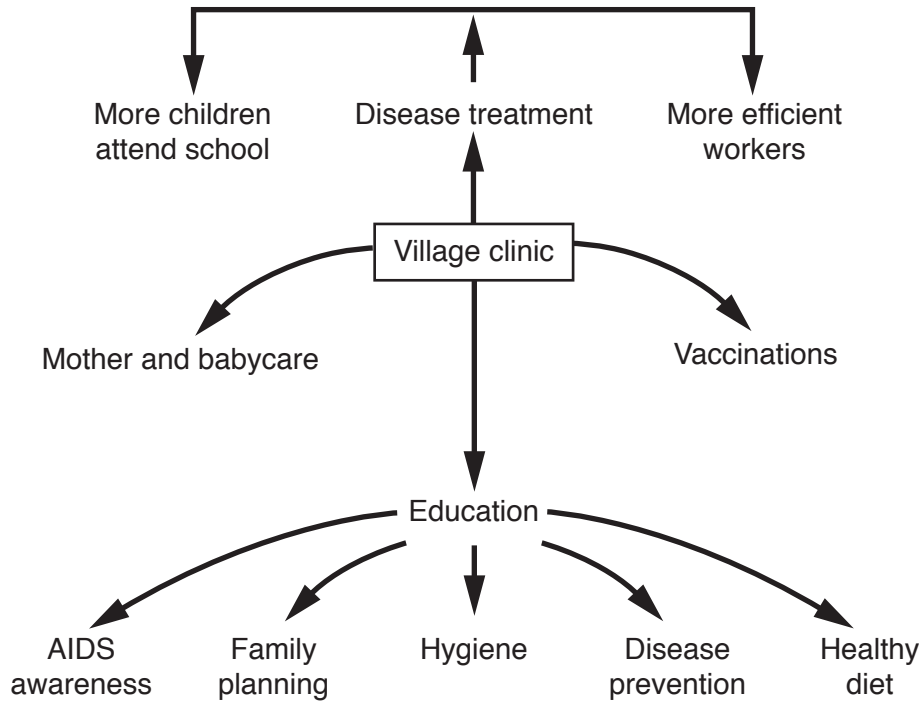 More children
attend school
Disease treatment
More efficient
workers
Village clinic
Mother and babycare
Vaccinations
Education
AIDS
awareness
Family
planning
Hygiene
Disease
prevention
Healthy
diet